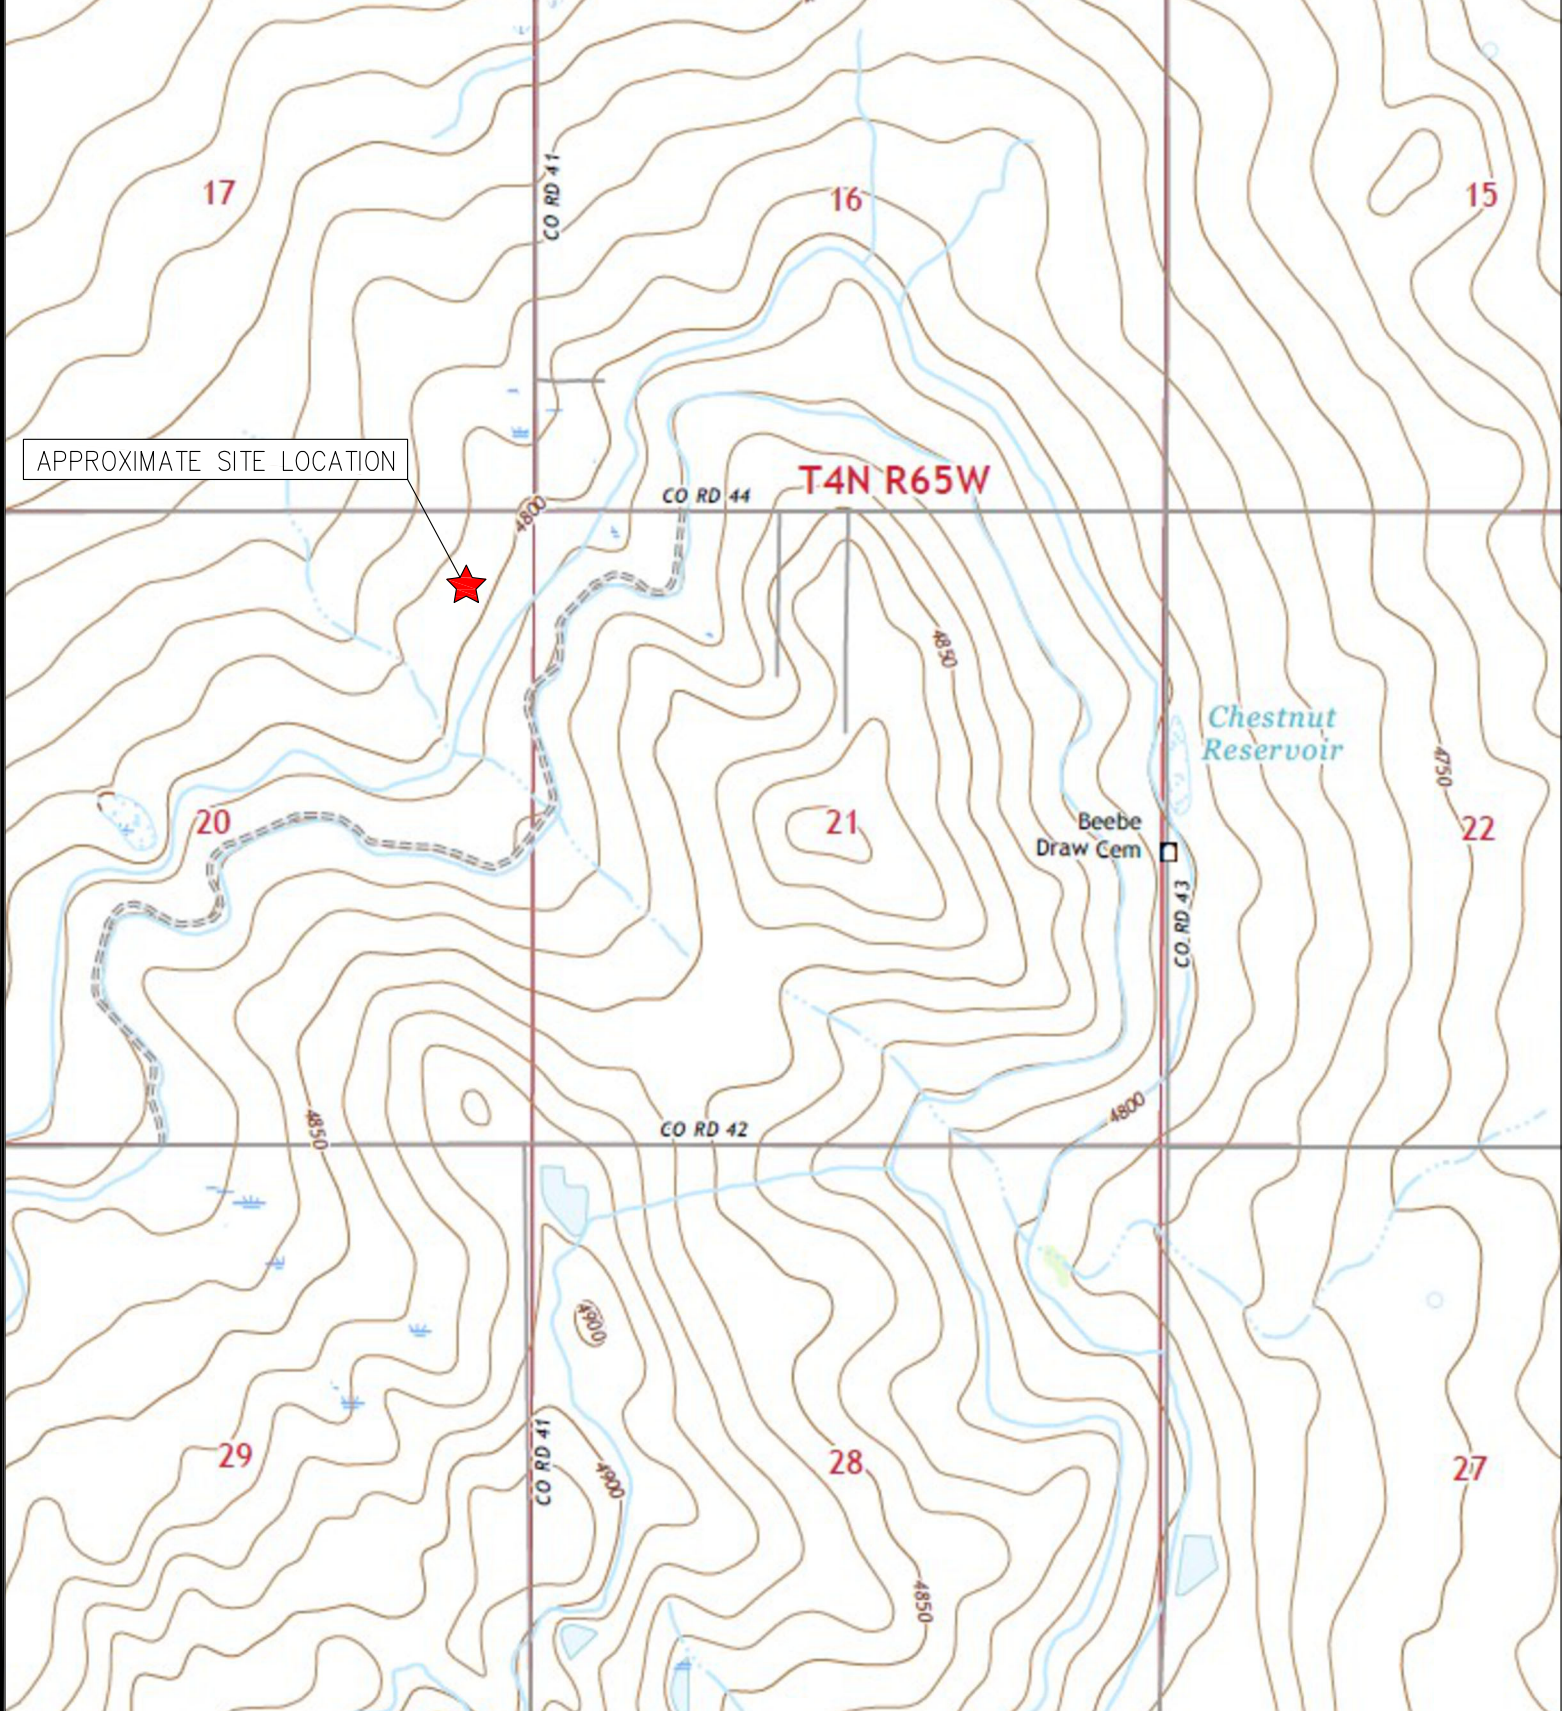 CO RD 41
17
16
15
APPROXIMATE SITE LOCATION
T4N R65W
CO RD 44
4800
4850
Chestnut
Reservoir
4750
20
21
22
Beebe
Draw Cem
CO RD 43
4800
CO RD 42
4850
4900
CO RD 41
4900
29
28
27
4850